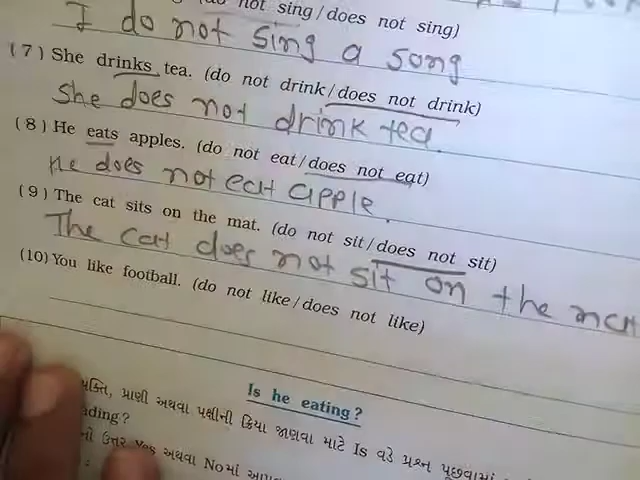 not sing/does not sing)
I do not sing a song
(7) She drinks tea. (do not drink/does not drink)
She does not drink tea.
(8) He eats apples. (do not eat/does not eat)
He does not eat apple.
(9) The cat sits on the mat. (do not sit/does not sit)
The cat does not sit on the mat
(10) You like football. (do not like/does not like)
Is he eating?
પ્રાણી અથવા પક્ષીની ક્રિયા જાણવા માટે Is વડે પ્રશ્ન પૂછવામાં
ding?
ઉત્તર Yes અથવા Noમાં